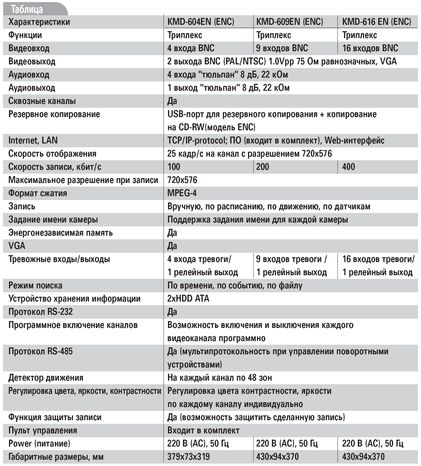 Таблица
Характеристики KMD-604EN (ENC) KMD-609EN (ENC) KMD-616 EN (ENC)
Функции Триплекс Триплекс Триплекс
Видеовход 4 входа BNC 9 входов BNC 16 входов BNC
Видеовыход 2 выхода BNC (PAL/NTSC) 1.0Vpp 75 Ом равнозначных, VGA
Аудиовход 4 входа "тюльпан" 8 дБ, 22 кОм
Аудиовыход 1 выход "тюльпан" 8 дБ, 22 кОм
Сквозные каналы Да
Резервное копирование USB-порт для резервного копирования + копирование
на CD-RW(модель ENC)
Internet, LAN TCP/IP-protocol; ПО (входит в комплект), Web-интерфейс
Скорость отображения 25 кадр/с на канал с разрешением 720х576
Скорость записи, кбит/с 100 200 400
Максимальное разрешение при записи 720х576
Формат сжатия MPEG-4
Запись Вручную, по расписанию, по движению, по датчикам
Задание имени камеры Поддержка задания имени для каждой камеры
Энергонезависимая память Да
VGA Да
Тревожные входы/выходы 4 входа тревоги/ 9 входов тревоги / 16 входов тревоги/
1 релейный выход 1 релейный выход 1 релейный выход
Режим поиска По времени, по событию, по файлу
Устройство хранения информации 2хHDD ATA
Протокол RS-232 Да
Программное включение каналов Возможность включения и выключения каждого
видеоканала программно
Протокол RS-485 Да (мультипротокольность при управлении поворотными
устройствами)
Детектор движения На каждый канал по 48 зон
Регулировка цвета, яркости, контрастности Регулировка цвета контрастности, яркости
по каждому каналу индивидуально
Функция защиты записи Да (возможность защитить сделанную запись)
Пульт управления Входит в комплект
Power (питание) 220 В (AC), 50 Гц 220 В (AC), 50 Гц 220 В (AC), 50 Гц
Габаритные размеры, мм 379х73х319 430х94х370 430х94х370